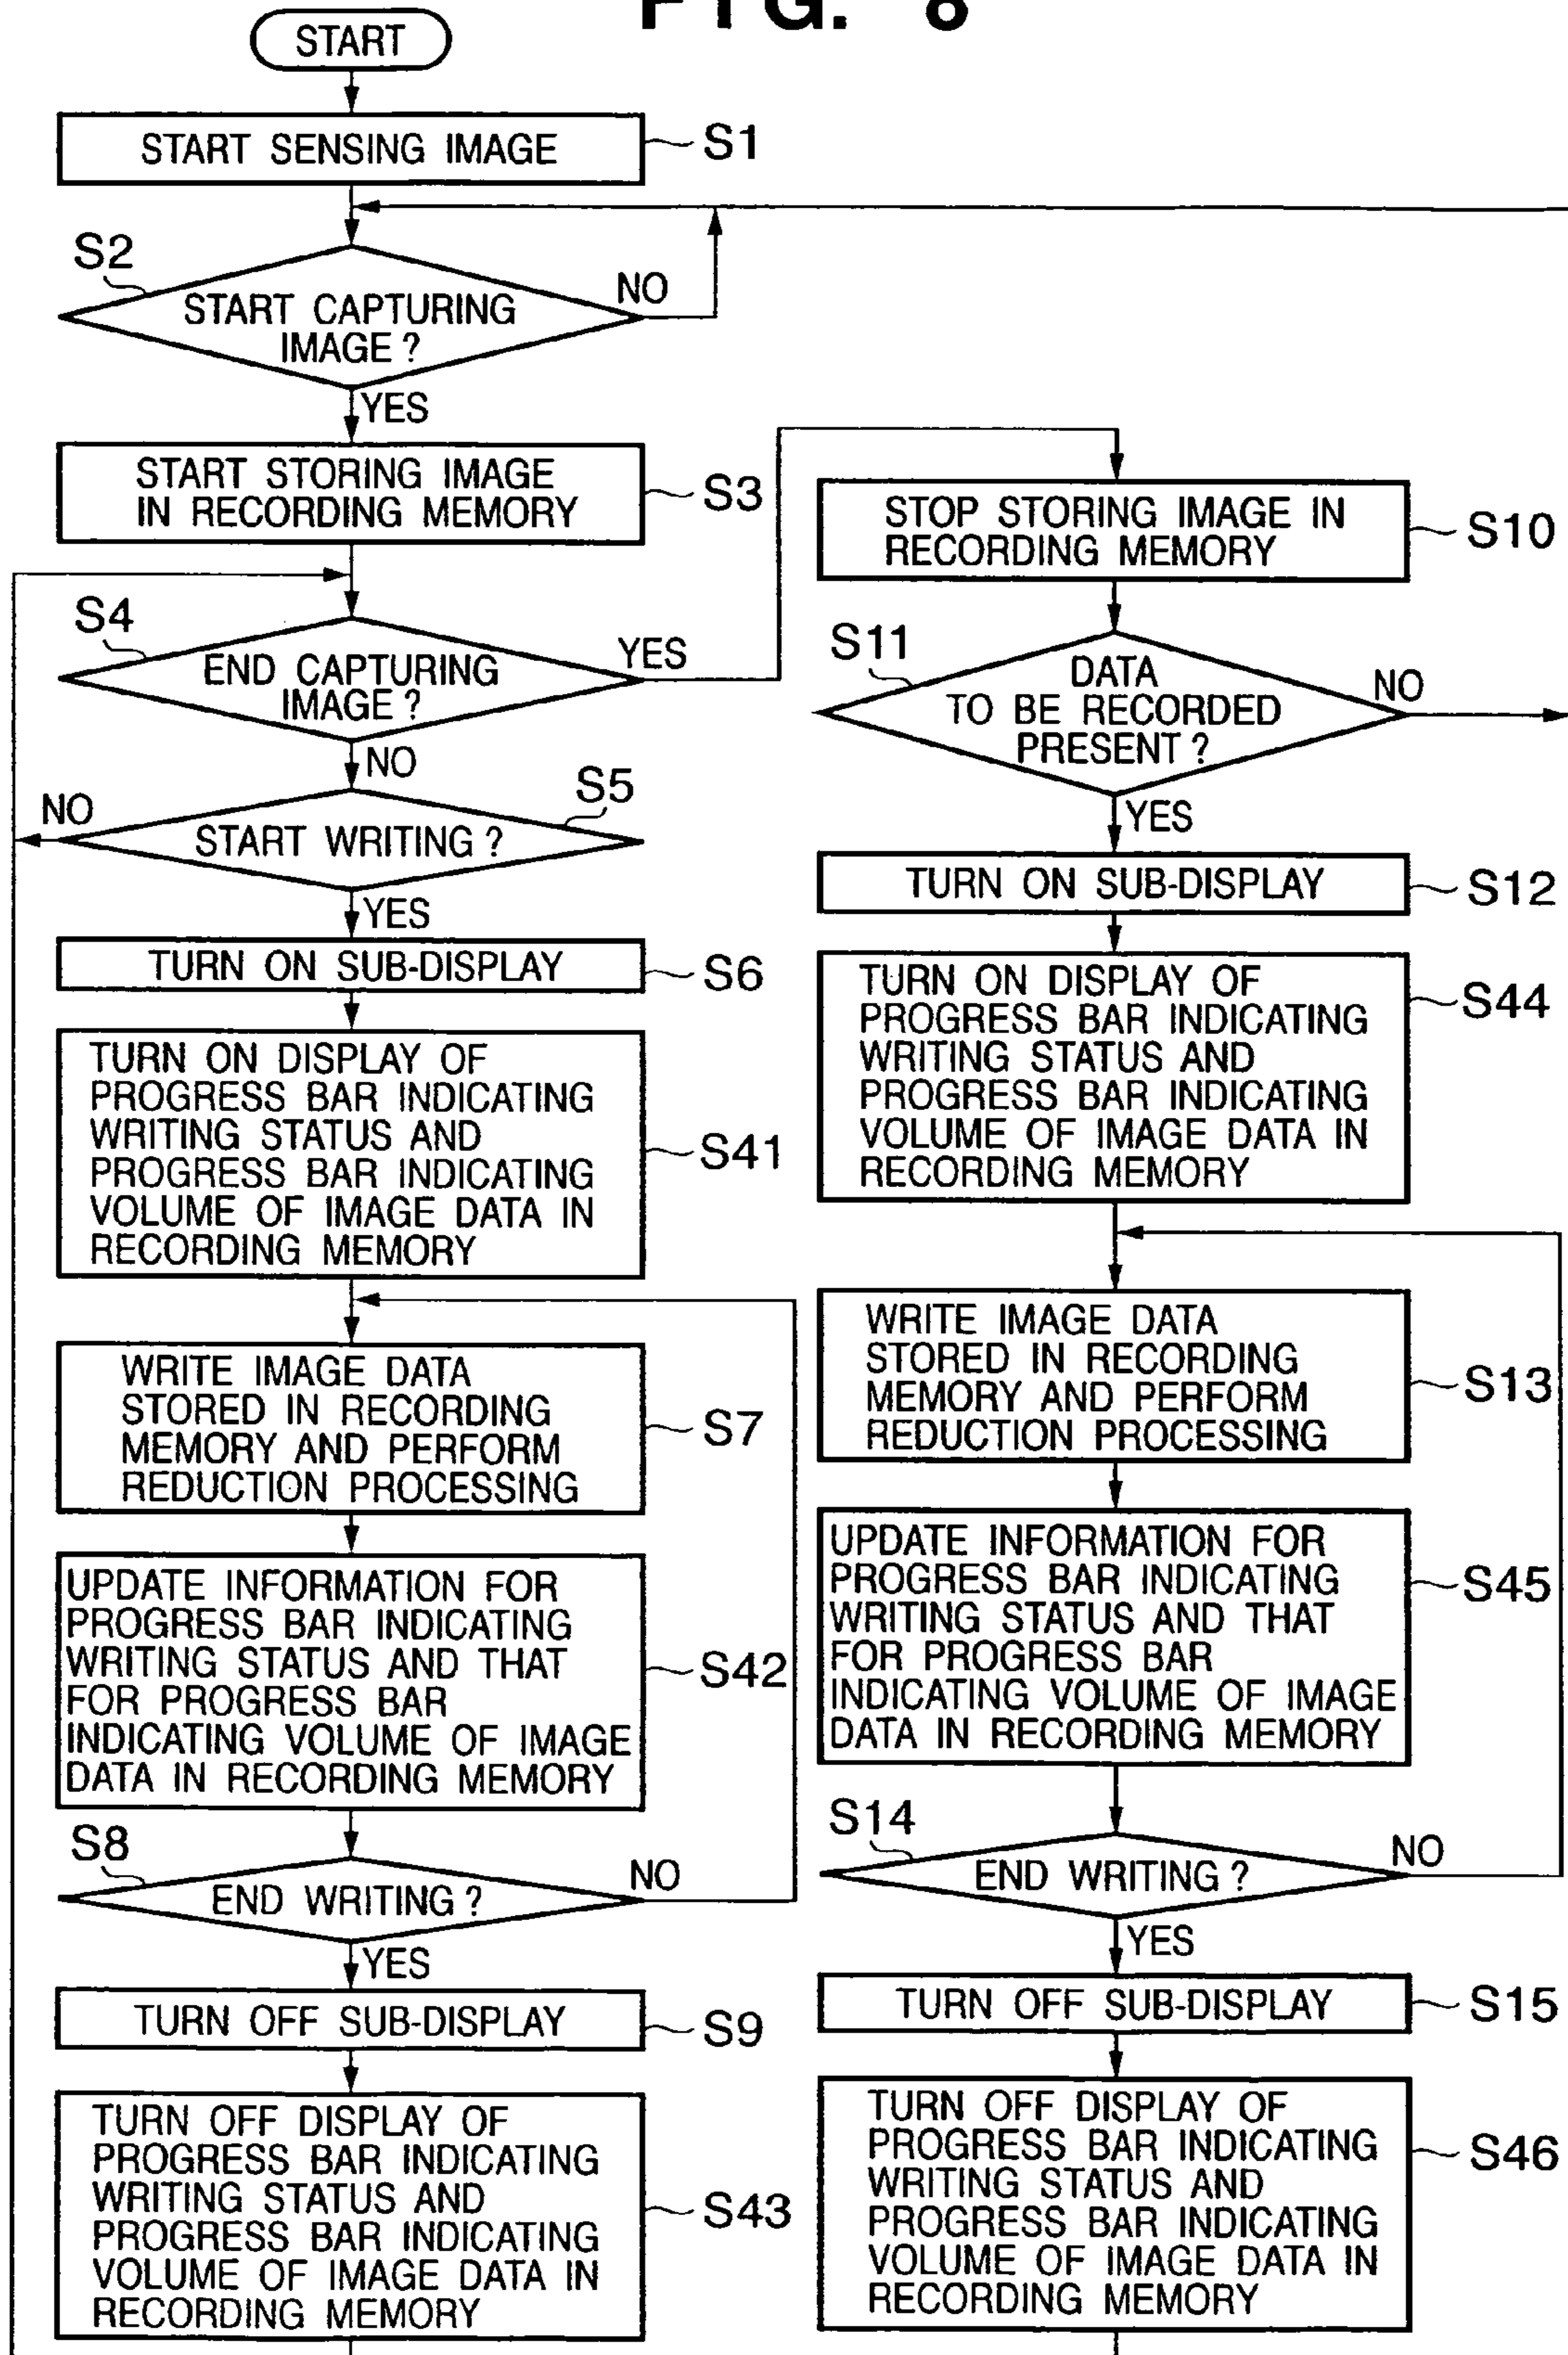 FIG. 8
START
START SENSING IMAGE
S1
S2
START CAPTURING
IMAGE ?
NO
YES
START STORING IMAGE
IN RECORDING MEMORY
S3
S4
END CAPTURING
IMAGE ?
YES
NO
S5
START WRITING ?
NO
YES
TURN ON SUB-DISPLAY
S6
TURN ON DISPLAY OF
PROGRESS BAR INDICATING
WRITING STATUS AND
PROGRESS BAR INDICATING
VOLUME OF IMAGE DATA IN
RECORDING MEMORY
S41
WRITE IMAGE DATA
STORED IN RECORDING
MEMORY AND PERFORM
REDUCTION PROCESSING
S7
UPDATE INFORMATION FOR
PROGRESS BAR INDICATING
WRITING STATUS AND THAT
FOR PROGRESS BAR
INDICATING VOLUME OF IMAGE
DATA IN RECORDING MEMORY
S42
S8
END WRITING ?
NO
YES
TURN OFF SUB-DISPLAY
S9
TURN OFF DISPLAY OF
PROGRESS BAR INDICATING
WRITING STATUS AND
PROGRESS BAR INDICATING
VOLUME OF IMAGE DATA IN
RECORDING MEMORY
S43
STOP STORING IMAGE IN
RECORDING MEMORY
S10
S11
DATA
TO BE RECORDED
PRESENT ?
NO
YES
TURN ON SUB-DISPLAY
S12
TURN ON DISPLAY OF
PROGRESS BAR INDICATING
WRITING STATUS AND
PROGRESS BAR INDICATING
VOLUME OF IMAGE DATA IN
RECORDING MEMORY
S44
WRITE IMAGE DATA
STORED IN RECORDING
MEMORY AND PERFORM
REDUCTION PROCESSING
S13
UPDATE INFORMATION FOR
PROGRESS BAR INDICATING
WRITING STATUS AND THAT
FOR PROGRESS BAR
INDICATING VOLUME OF IMAGE
DATA IN RECORDING MEMORY
S45
S14
END WRITING ?
NO
YES
TURN OFF SUB-DISPLAY
S15
TURN OFF DISPLAY OF
PROGRESS BAR INDICATING
WRITING STATUS AND
PROGRESS BAR INDICATING
VOLUME OF IMAGE DATA IN
RECORDING MEMORY
S46